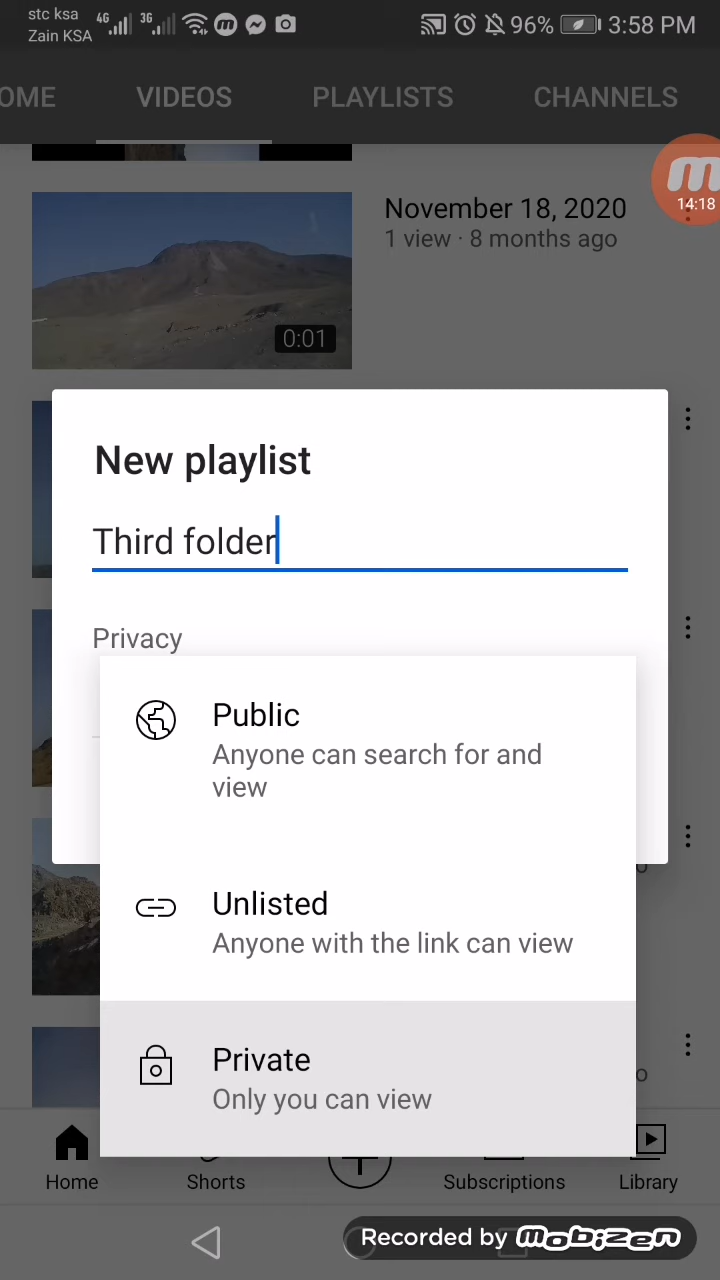 stc ksa
Zain KSA
4G
3G
96%
3:58 PM
OME
VIDEOS
PLAYLISTS
CHANNELS
14:18
November 18, 2020
1 view · 8 months ago
0:01
New playlist
Third folder
Privacy
Public
Anyone can search for and
view
Unlisted
Anyone with the link can view
Private
Only you can view
o
o
Home
Shorts
Subscriptions
Library
Recorded by mobizen